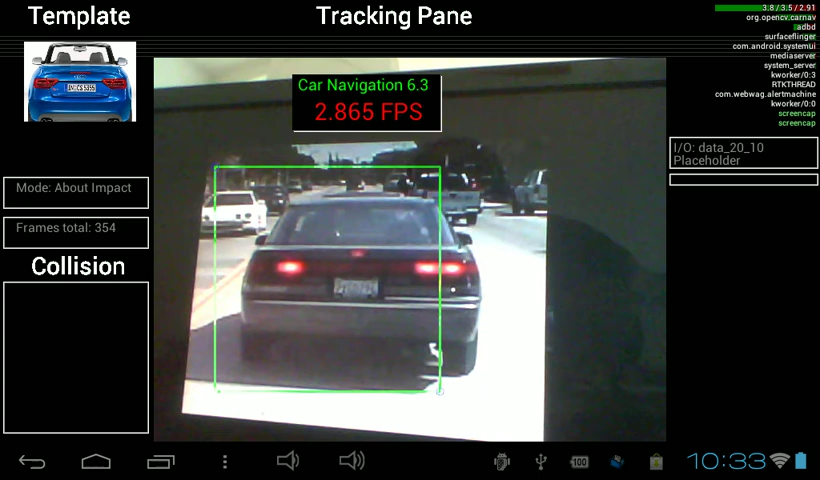 Template
Tracking Pane
Car Navigation 6.3
2.865 FPS
Mode: About Impact
Frames total: 354
Collision
3.8 / 3.5 / 2.91
org.opencv.carnav
adbd
surfaceflinger
com.android.systemui
mediaserver
system_server
kworker/0:3
RTKTHREAD
com.webwag.alertmachine
kworker/0:0
screencap
screencap
I/O: data_20_10
Placeholder
100
10:33